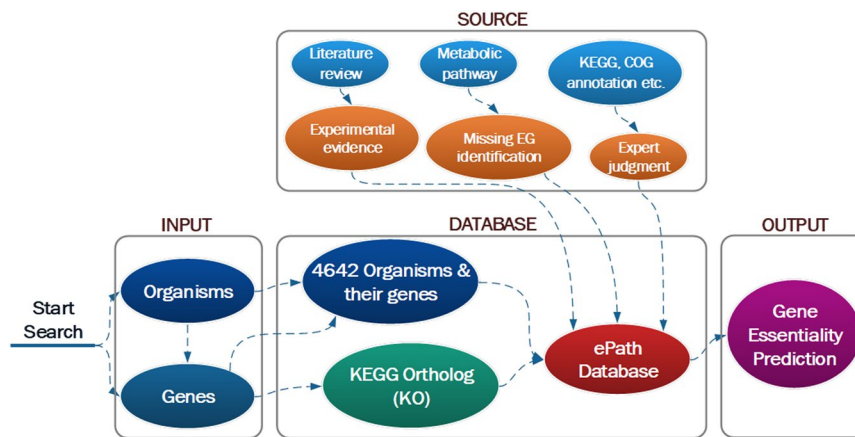 SOURCE
Literature
review
Metabolic
pathway
KEGG, COG
annotation etc.
Experimental
evidence
Missing EG
identification
Expert
judgment
INPUT
DATABASE
OUTPUT
Start
Search
Organisms
Genes
4642 Organisms &
their genes
KEGG Ortholog
(KO)
ePath
Database
Gene
Essentiality
Prediction